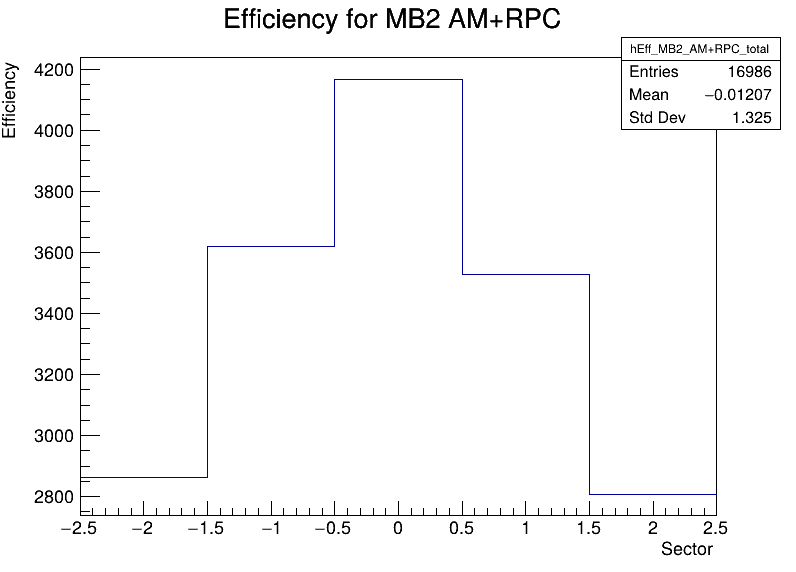 Efficiency for MB2 AM+RPC
hEff_MB2_AM+RPC_total
Entries 16986
Mean −0.01207
Std Dev 1.325
Efficiency
4200
4000
3800
3600
3400
3200
3000
2800
−2.5 −2 −1.5 −1 −0.5 0 0.5 1 1.5 2 2.5
Sector